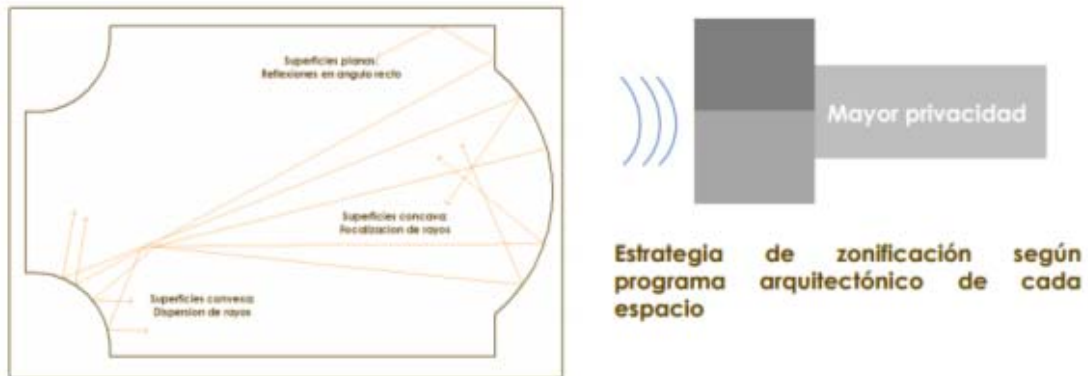 Superficies planas:
Reflexiones en angulo recto
Superficies concava:
Focalizacion de rayos
Superficies convexa:
Dispersion de rayos
Mayor privacidad
Estrategia de zonificación según
programa arquitectónico de cada
espacio